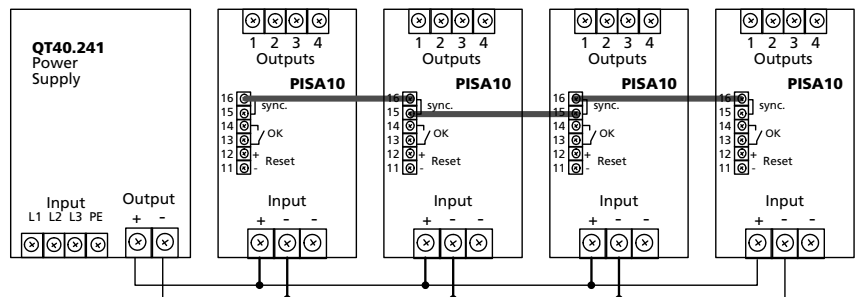 QT40.241
Power
Supply
Input
L1 L2 L3 PE
Output
+ -
1 2 3 4
Outputs
PISA10
16
15
sync.
14
13
OK
12 +
11 -
Reset
Input
+ - -
1 2 3 4
Outputs
PISA10
16
15
sync.
14
13
OK
12 +
11 -
Reset
Input
+ - -
1 2 3 4
Outputs
PISA10
16
15
sync.
14
13
OK
12 +
11 -
Reset
Input
+ - -
1 2 3 4
Outputs
PISA10
16
15
sync.
14
13
OK
12 +
11 -
Reset
Input
+ - -